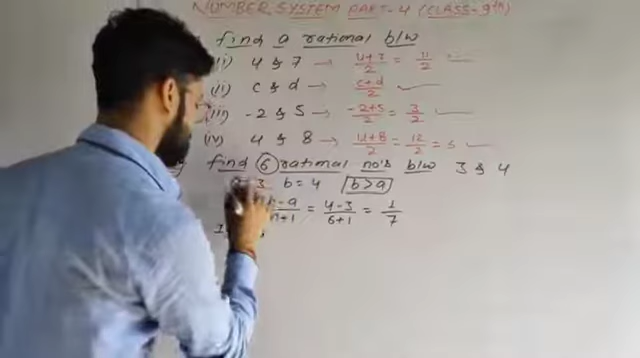 NUMBER SYSTEM PART-4 (CLASS-9th)
find a rational b/w
4 & 7 → 4+7/2 = 11/2
(ii) c & d → c+d/2
(iii) -2 & 5 → -2+5/2 = 3/2
(iv) 4 & 8 → 4+8/2 = 12/2 = 6
find 6 rational no's b/w 3 & 4
3 b=4 b>a
b-a/n+1 = 4-3/6+1 = 1/7